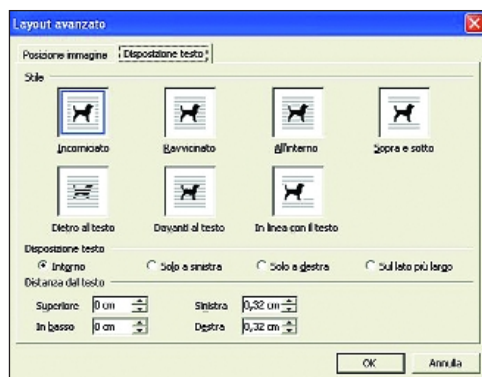 Layout avanzato
Posizione immagine Disposizione testo
Stile
Incorniciato Ravvicinato All'interno Sopra e sotto
Dietro al testo Davanti al testo In linea con il testo
Disposizione testo
Intorno Solo a sinistra Solo a destra Sul lato più largo
Distanza dal testo
Superiore 0 cm Sinistra 0,32 cm
In basso 0 cm Destra 0,32 cm
OK Annulla